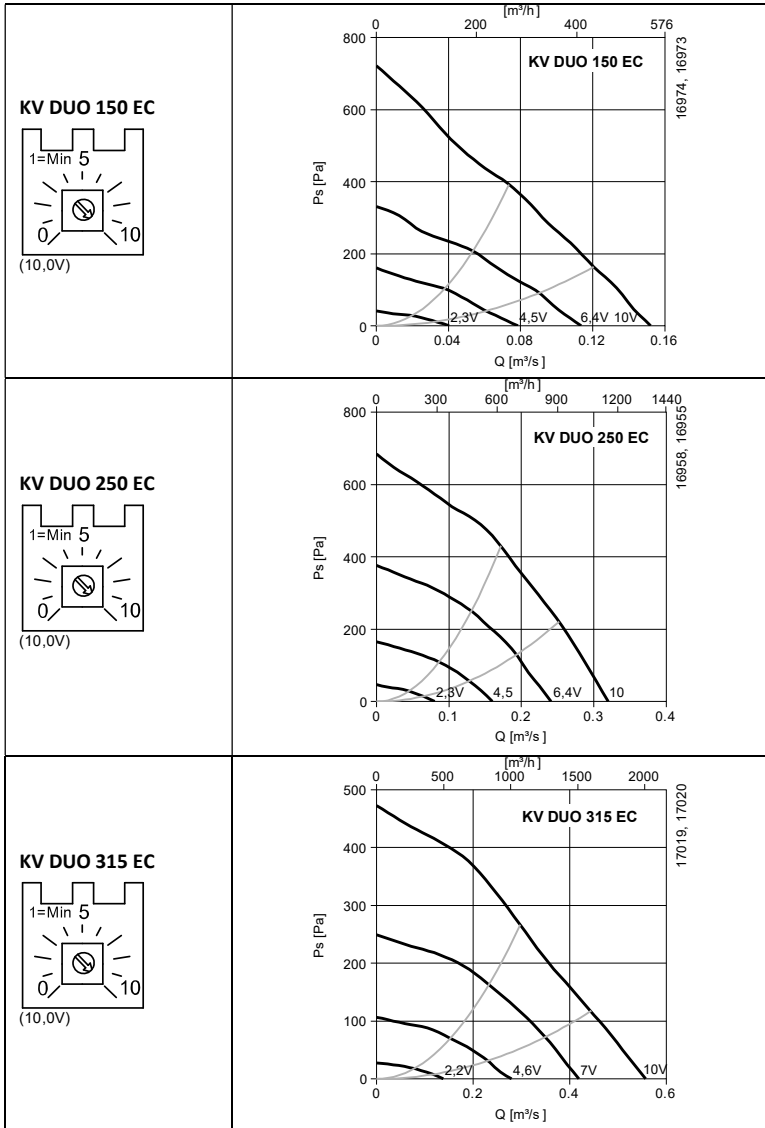 KV DUO 150 EC
1=Min 5
0 10
(10,0V)
[m³/h]
0 200 400 576
KV DUO 150 EC
16974, 16973
Ps [Pa]
800
600
400
200
0
2,3V 4,5V 6,4V 10V
0 0.04 0.08 0.12 0.16
Q [m³/s ]
KV DUO 250 EC
1=Min 5
0 10
(10,0V)
[m³/h]
0 300 600 900 1200 1440
KV DUO 250 EC
16958, 16955
Ps [Pa]
800
600
400
200
0
2,3V 4,5 6,4V 10
0 0.1 0.2 0.3 0.4
Q [m³/s ]
KV DUO 315 EC
1=Min 5
0 10
(10,0V)
[m³/h]
0 500 1000 1500 2000
KV DUO 315 EC
17019, 17020
Ps [Pa]
500
400
300
200
100
0
2,2V 4,6V 7V 10V
0 0.2 0.4 0.6
Q [m³/s ]